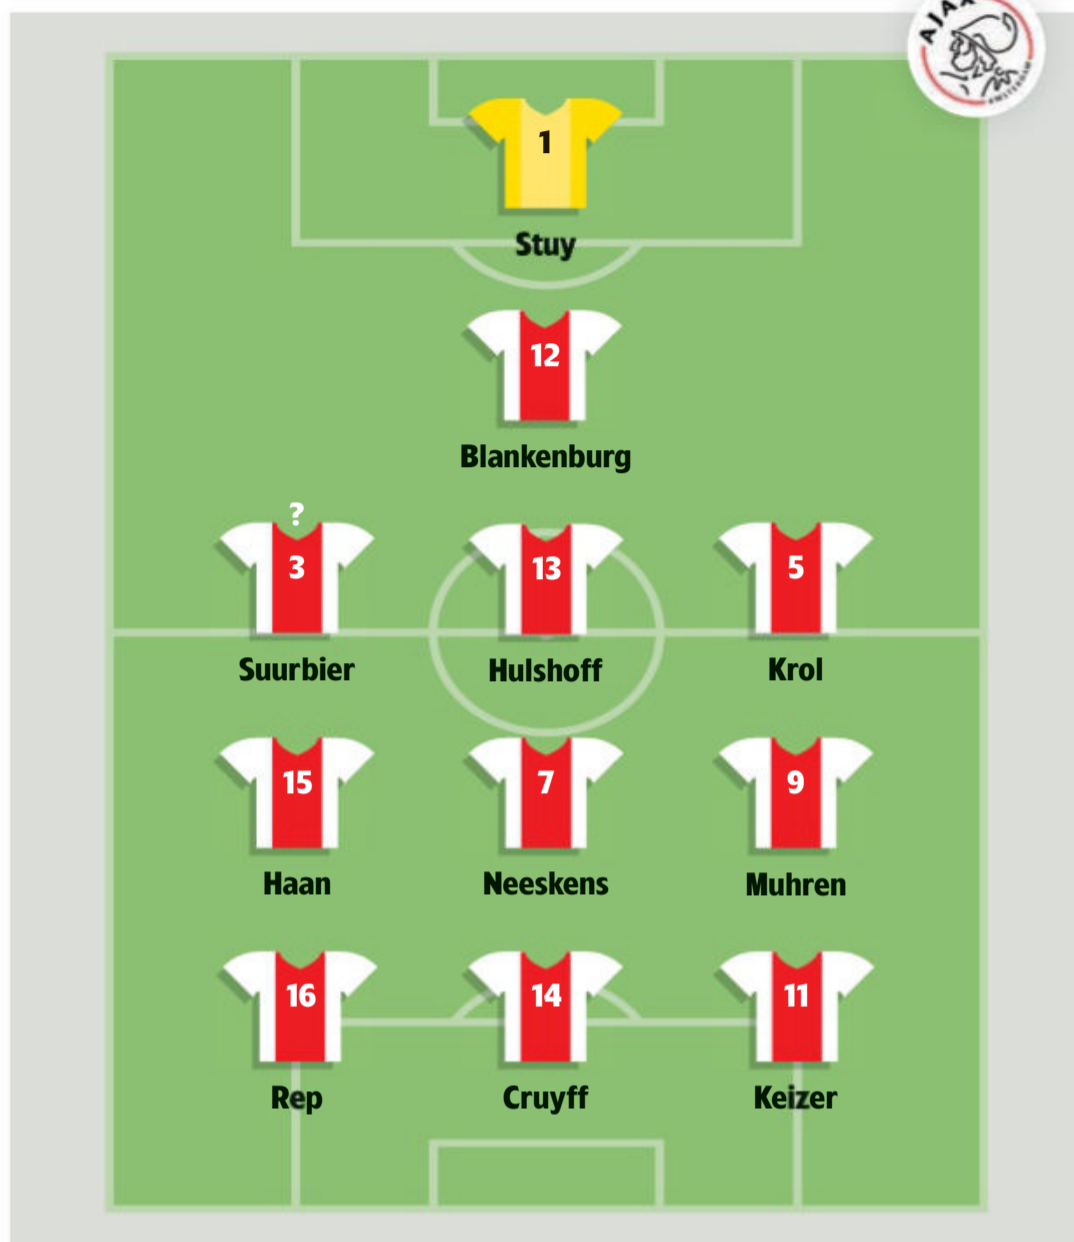 AJAX
AMSTERDAM
1
Stuy
12
Blankenburg
?
3 13 5
Suurbier Hulshoff Krol
15 7 9
Haan Neeskens Muhren
16 14 11
Rep Cruyff Keizer